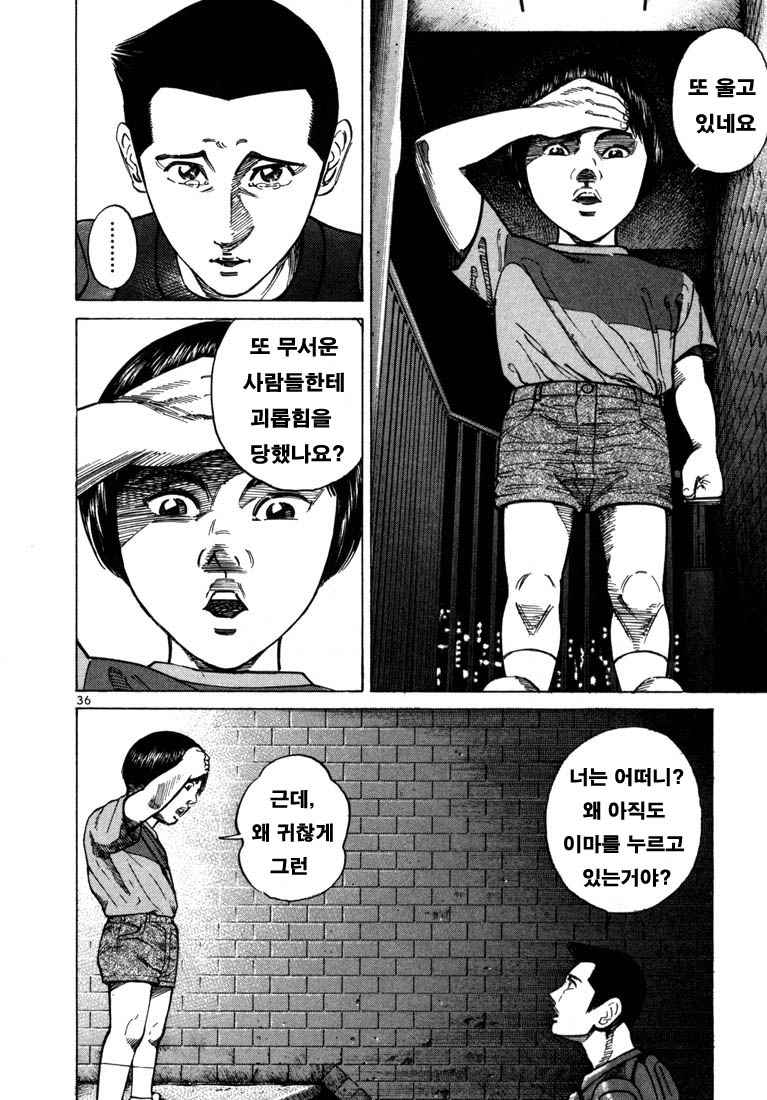 또 울고
있네요
………
또 무서운
사람들한테
괴롭힘을
당했나요?
36
너는 어떠니?
왜 아직도
이마를 누르고
있는거야?
근데,
왜 귀찮게
그런